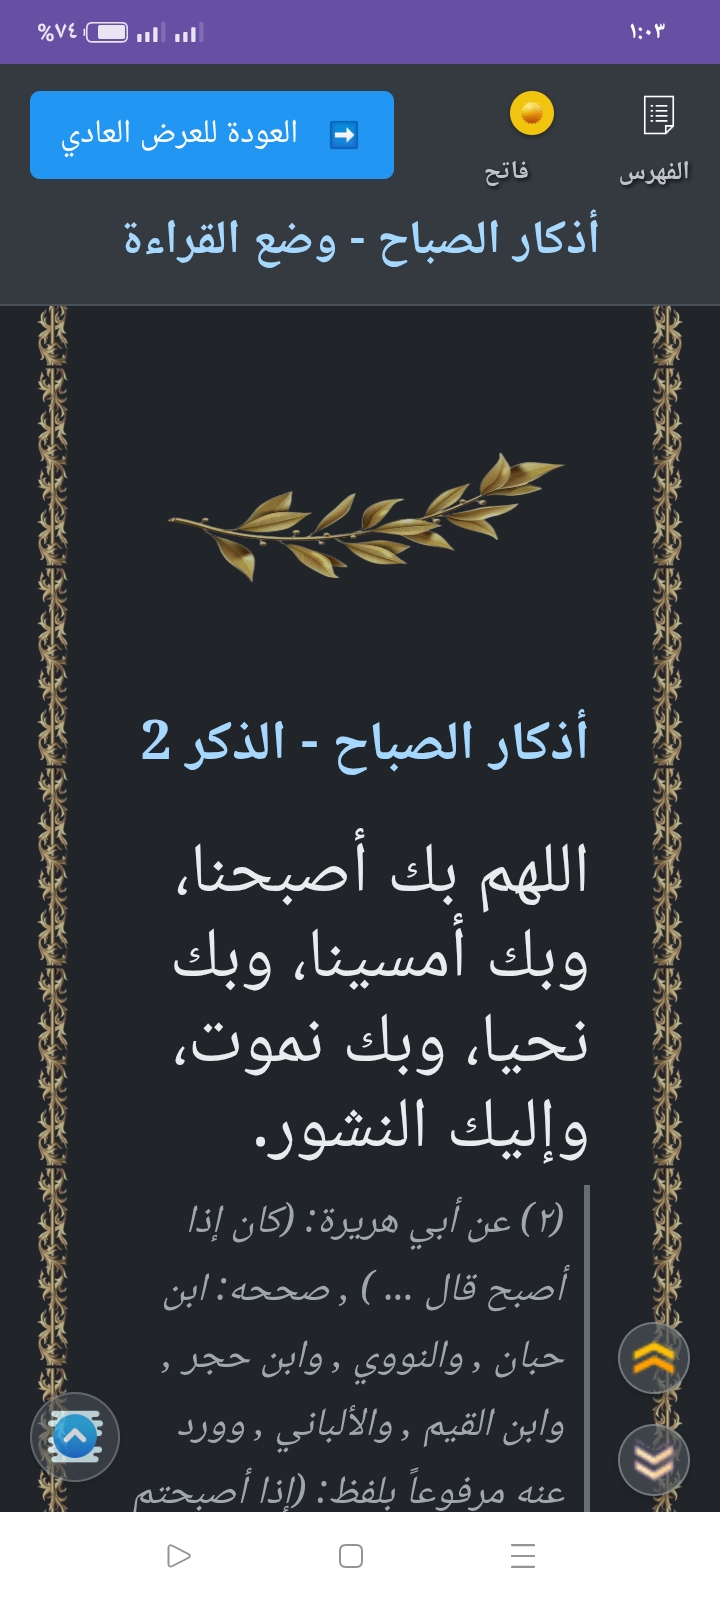 %٧٤ ١:٠٣
الفهرس
فاتح
العودة للعرض العادي
أذكار الصباح - وضع القراءة
أذكار الصباح - الذكر 2
اللهم بك أصبحنا،
وبك أمسينا، وبك
نحيا، وبك نموت،
وإليك النشور.
(٢) عن أبي هريرة: (كان إذا
أصبح قال ... ) , صححه: ابن
حبان , والنووي , وابن حجر ,
وابن القيم , والألباني , وورد
عنه مرفوعاً بلفظ: (إذا أصبحتم